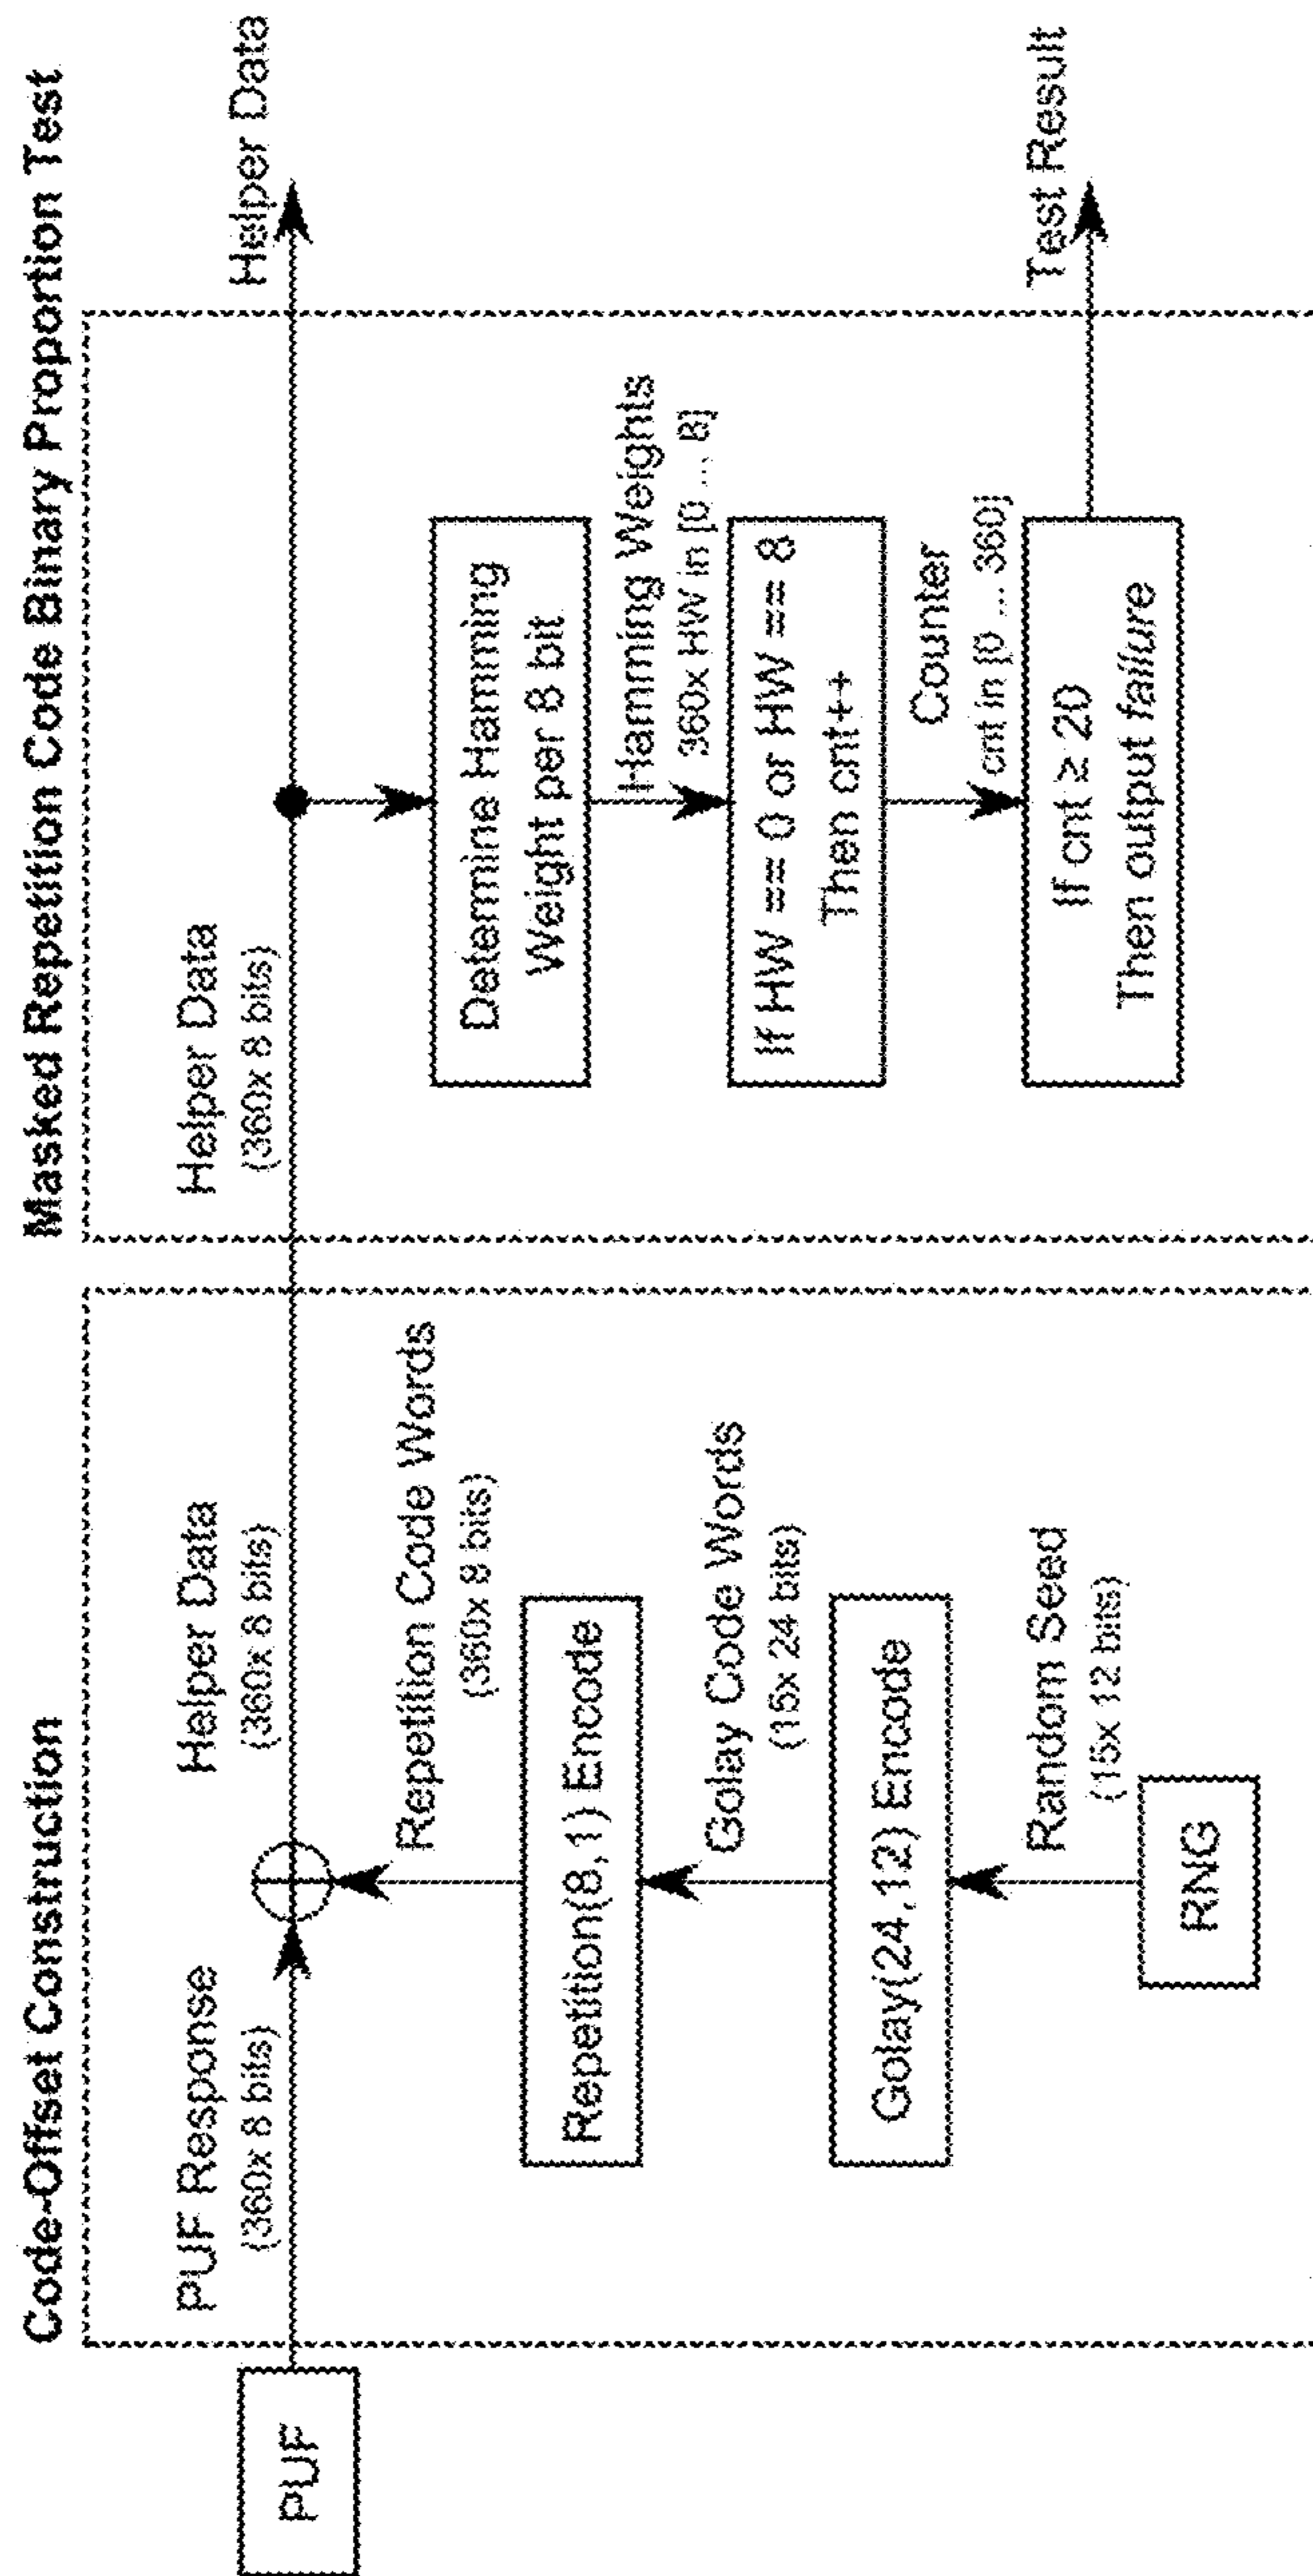 Code-Offset Construction
PUF
PUF Response
(360x 8 bits)
Helper Data
(360x 8 bits)
Repetition Code Words
(360x 8 bits)
Repetition(8,1) Encode
Golay Code Words
(15x 24 bits)
Golay(24,12) Encode
Random Seed
(15x 12 bits)
RNG
Masked Repetition Code Binary Proportion Test
Helper Data
(360x 8 bits)
Helper Data
Determine Hamming
Weight per 8 bit
Hamming Weights
360x HW in [0 ... 8]
If HW == 0 or HW == 8
Then cnt++
Counter
cnt in [0 ... 360]
If cnt ≥ 20
Then output failure
Test Result